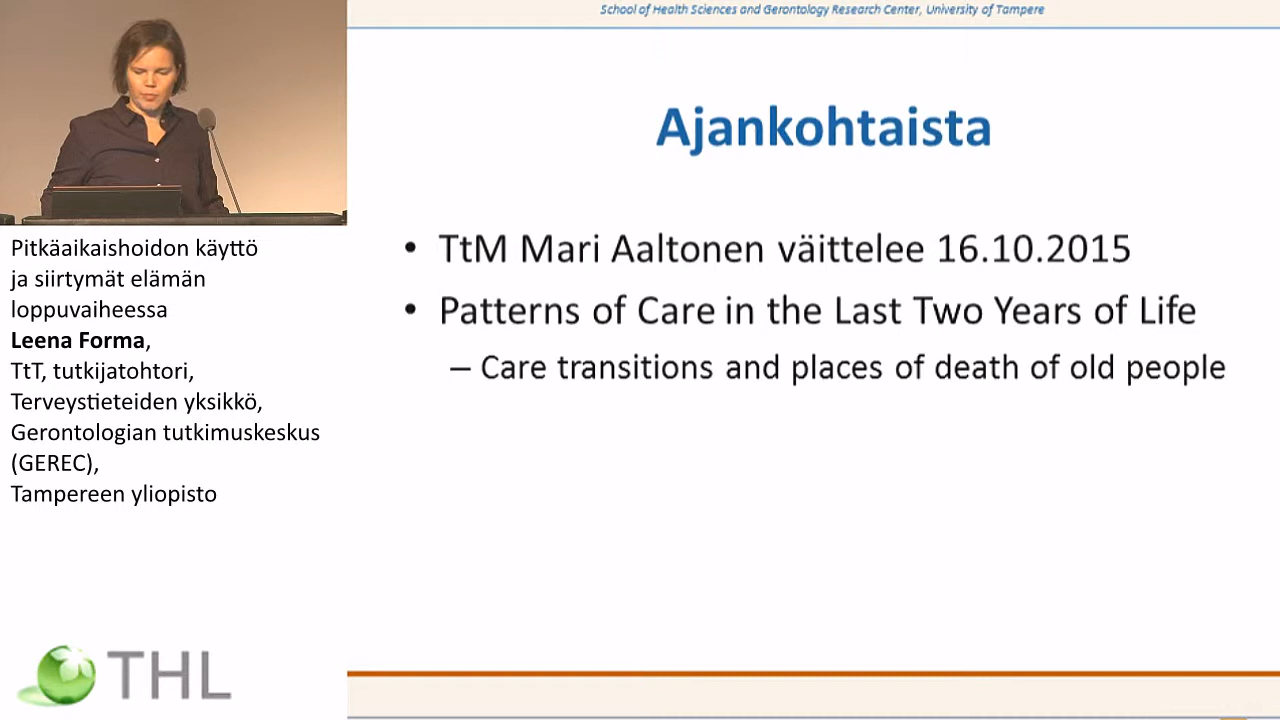 School of Health Sciences and Gerontology Research Center, University of Tampere
Ajankohtaista
• TtM Mari Aaltonen väittelee 16.10.2015
• Patterns of Care in the Last Two Years of Life
– Care transitions and places of death of old people
Pitkäaikaishoidon käyttö
ja siirtymät elämän
loppuvaiheessa
Leena Forma,
TtT, tutkijatohtori,
Terveystieteiden yksikkö,
Gerontologian tutkimuskeskus
(GEREC),
Tampereen yliopisto
THL